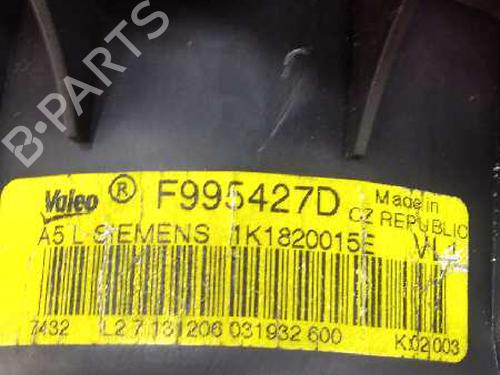 B-PARTS
Valeo ® F995427D Made in
CZ REPUBLIC
A5 L SIEMENS 1K1820015E
7432 L2 7 13 206 031932 600 K 02 003